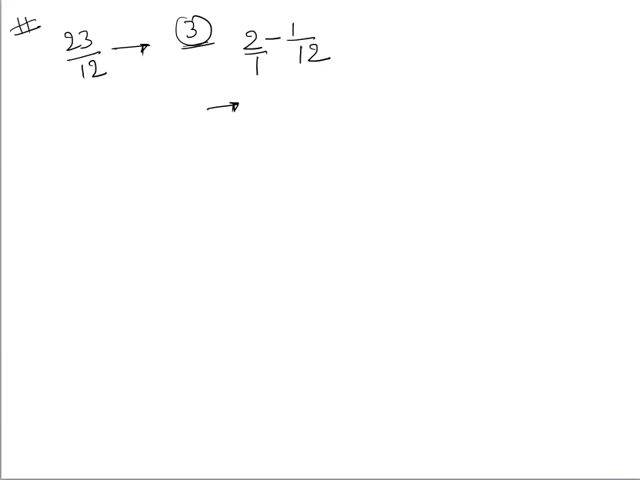 # 23/12 → ③ 2/1 - 1/12
→